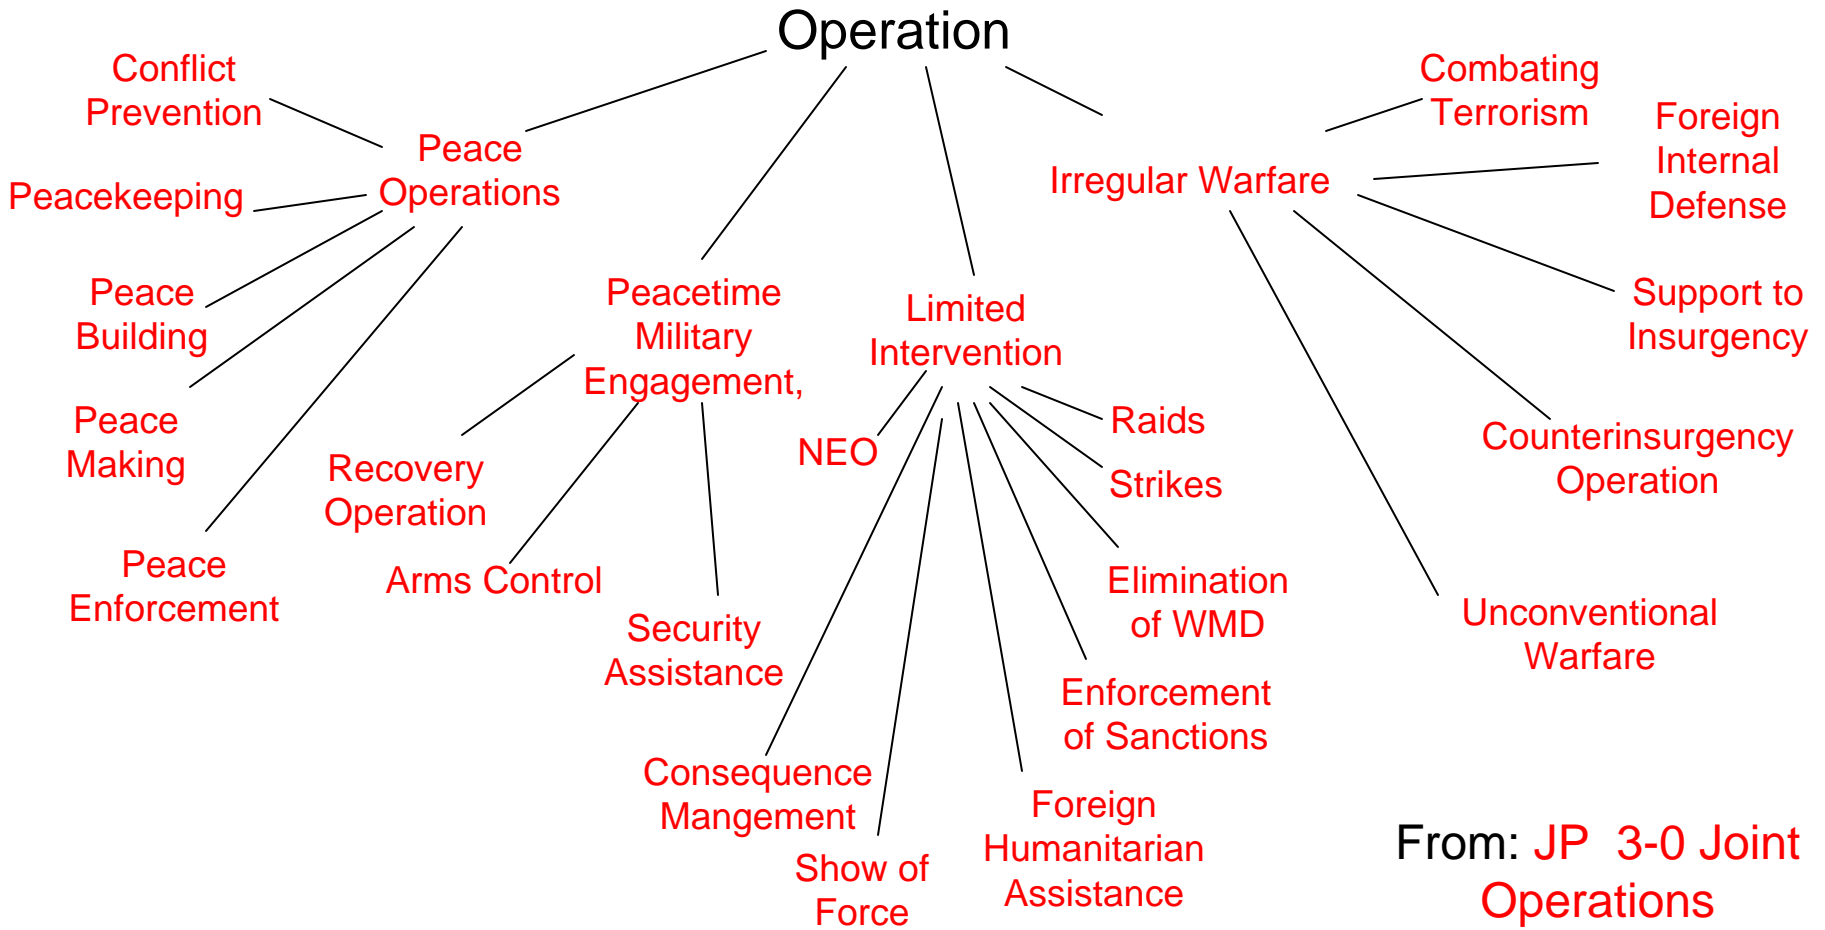 Operation
Conflict
Prevention
Peace
Operations
Peacekeeping
Peace
Building
Peace
Making
Peace
Enforcement
Peacetime
Military
Engagement,
Recovery
Operation
Arms Control
Security
Assistance
Limited
Intervention
NEO
Raids
Strikes
Elimination
of WMD
Enforcement
of Sanctions
Foreign
Humanitarian
Assistance
Show of
Force
Consequence
Mangement
Irregular Warfare
Combating
Terrorism
Foreign
Internal
Defense
Support to
Insurgency
Counterinsurgency
Operation
Unconventional
Warfare
From: JP  3-0 Joint
Operations